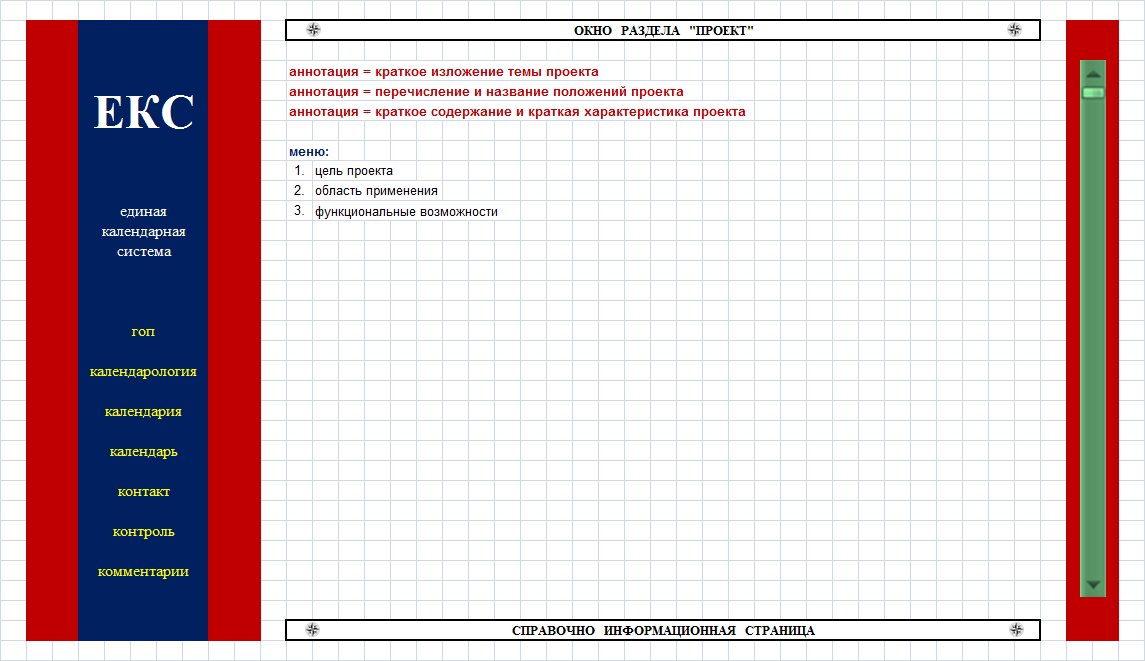 ЕКС
единая
календарная
система
гоп
календарология
календария
календарь
контакт
контроль
комментарии
ОКНО РАЗДЕЛА "ПРОЕКТ"
аннотация = краткое изложение темы проекта
аннотация = перечисление и название положений проекта
аннотация = краткое содержание и краткая характеристика проекта
меню:
1. цель проекта
2. область применения
3. функциональные возможности
СПРАВОЧНО ИНФОРМАЦИОННАЯ СТРАНИЦА